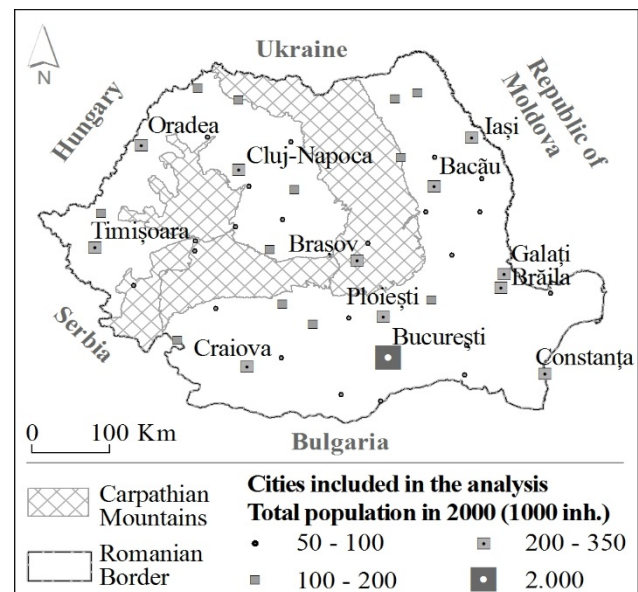 N
Ukraine
Hungary
Republic of
Moldova
Oradea
Iași
Cluj-Napoca
Bacãu
Timișoara
Brașov
Galați
Brăila
Ploiești
Serbia
București
Craiova
Constanța
0 100 Km
Bulgaria
Carpathian
Mountains
Romanian
Border
Cities included in the analysis
Total population in 2000 (1000 inh.)
50 - 100
200 - 350
100 - 200
2.000